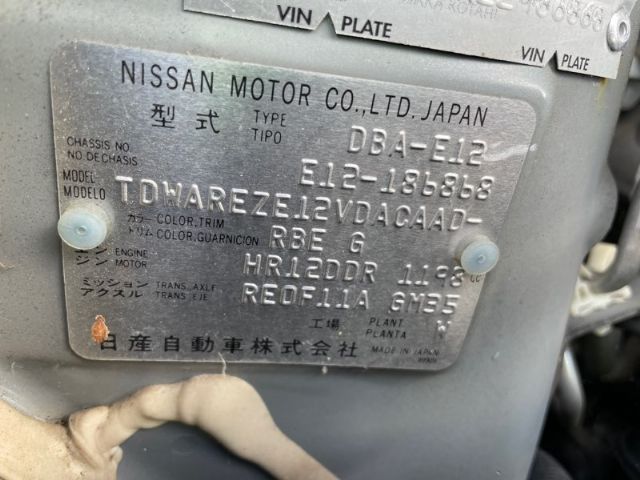 VIN PLATE VIN PLATE
NISSAN MOTOR CO.,LTD.JAPAN
型式 TYPE TIPO DBA-E12
CHASSIS NO. NO DE CHASIS E12-186868
MODEL MODELO TDWAREZE12VDACAAD-
カラー トリム COLOR,TRIM COLOR,GUARNICION RBE G
エンジン ENGINE MOTOR HR12DDR 1198 cc
ミッション アクスル TRANS.AXLE TRANS.EJE RE0F11A GM35
工場 PLANT PLANTA W
日産自動車株式会社 MADE IN JAPAN